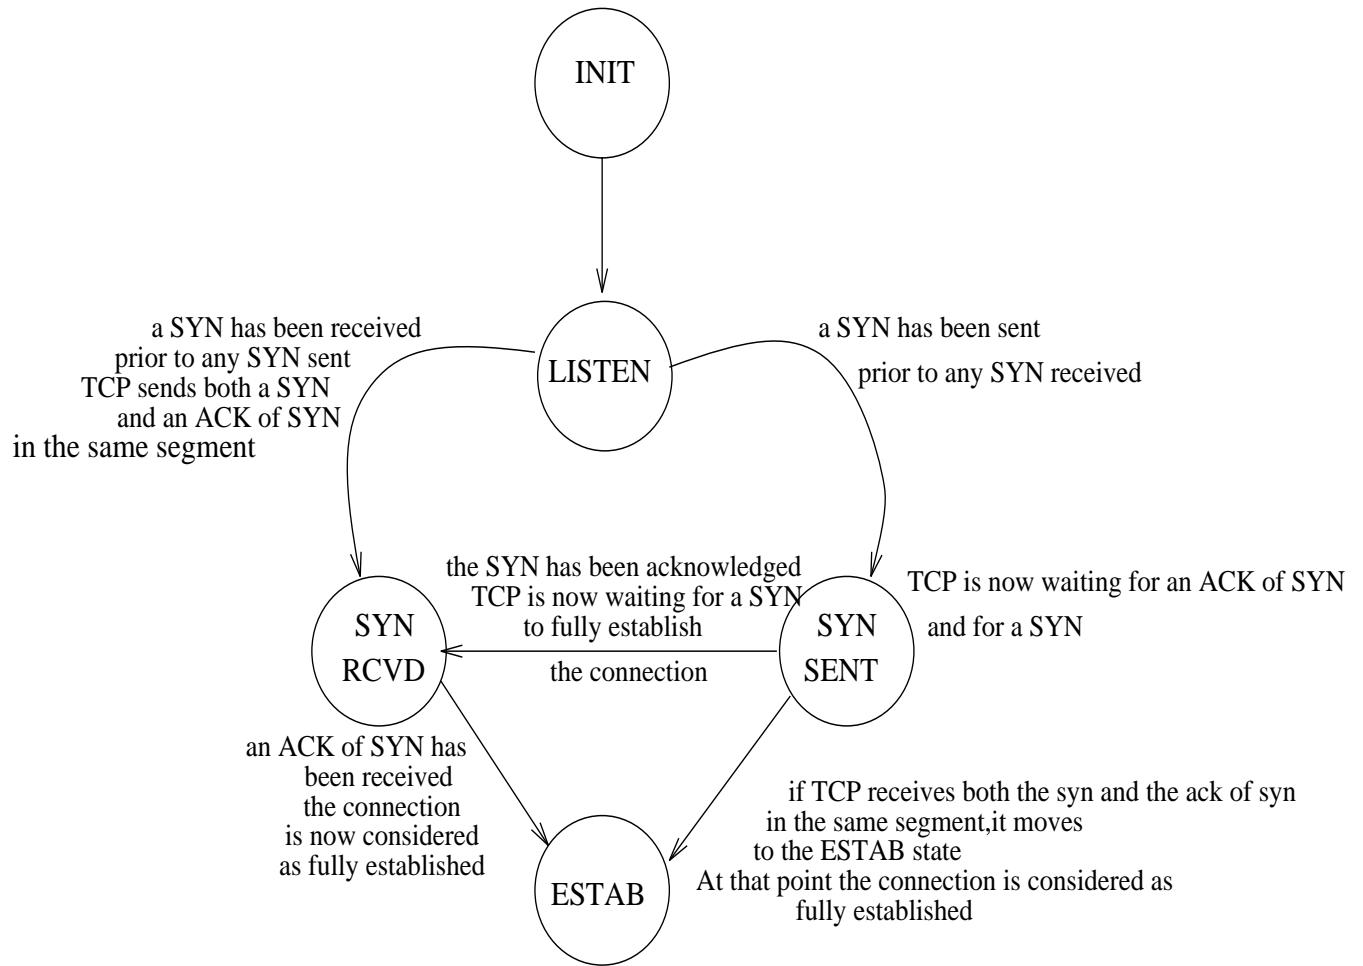 INIT
a SYN has been received
prior to any SYN sent
TCP sends both a SYN
and an ACK of SYN
in the same segment
LISTEN
a SYN has been sent
prior to any SYN received
the SYN has been acknowledged
TCP is now waiting for a SYN
to fully establish
the connection
SYN
RCVD
SYN
SENT
TCP is now waiting for an ACK of SYN
and for a SYN
an ACK of SYN has
been received
the connection
is now considered
as fully established
ESTAB
if TCP receives both the syn and the ack of syn
in the same segment,it moves
to the ESTAB state
At that point the connection is considered as
fully established